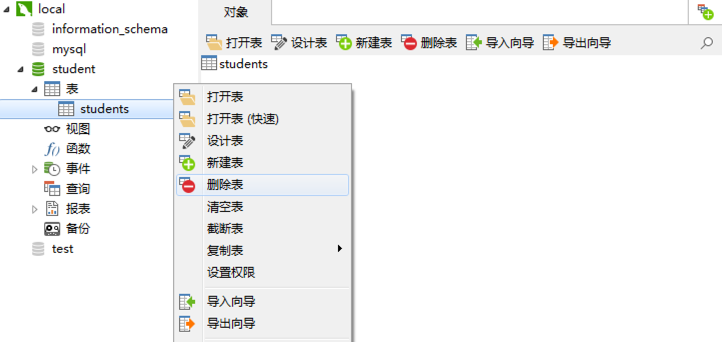 local
information_schema
mysql
student
表
students
视图
函数
事件
查询
报表
备份
test
对象
打开表 设计表 新建表 删除表 导入向导 导出向导
students
打开表
打开表 (快速)
设计表
新建表
删除表
清空表
截断表
复制表
设置权限
导入向导
导出向导